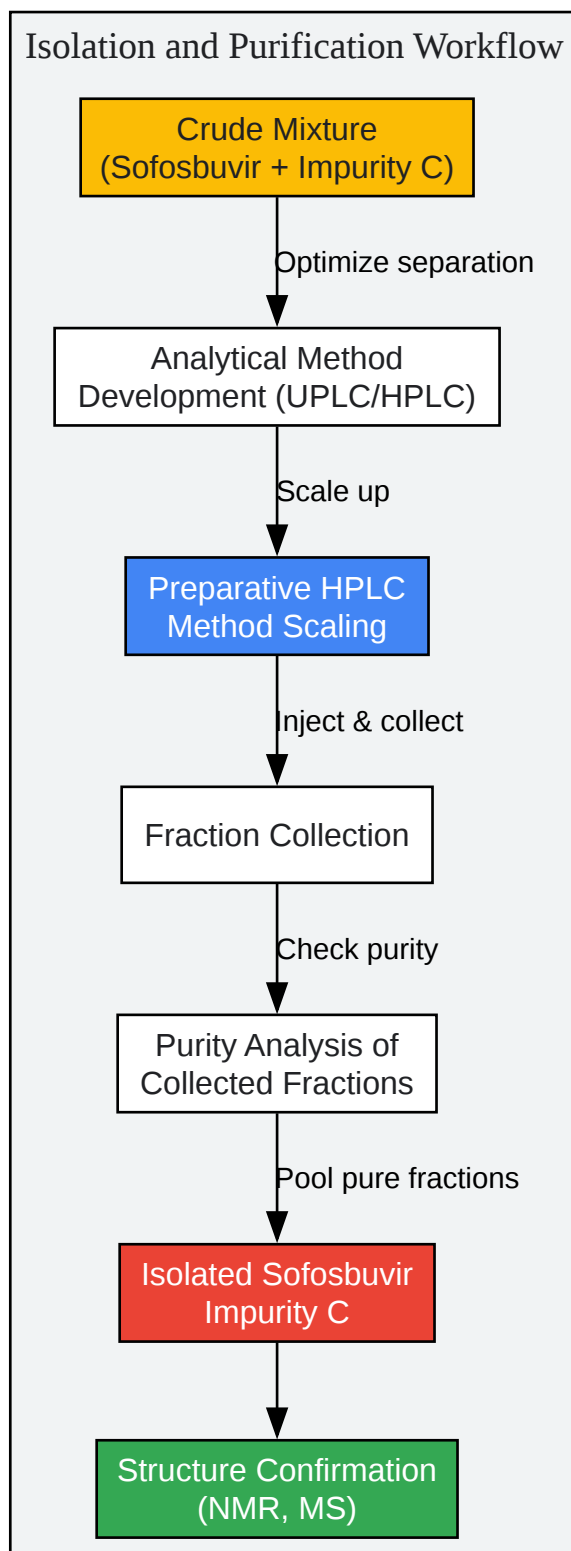 Isolation and Purification Workflow
Crude Mixture
(Sofosbuvir + Impurity C)
Optimize separation
Analytical Method
Development (UPLC/HPLC)
Scale up
Preparative HPLC
Method Scaling
Inject & collect
Fraction Collection
Check purity
Purity Analysis of
Collected Fractions
Pool pure fractions
Isolated Sofosbuvir
Impurity C
Structure Confirmation
(NMR, MS)